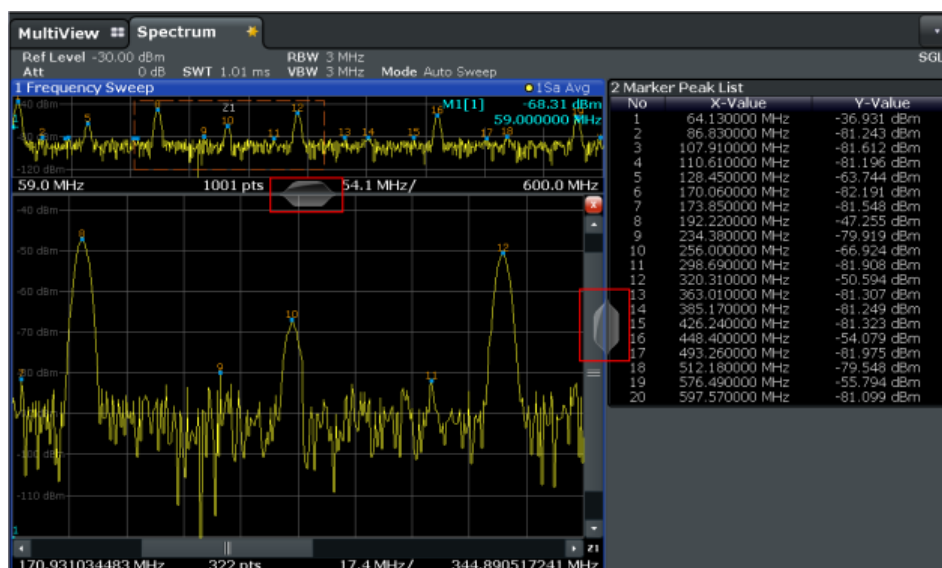 MultiView Spectrum
Ref Level -30.00 dBm RBW 3 MHz
SGL
Att 0 dB SWT 1.01 ms VBW 3 MHz Mode Auto Sweep
1 Frequency Sweep 1Sa Avg
M1[1] -68.31 dBm
59.000000 MHz
Z1
-120 dBm
59.0 MHz 1001 pts 54.1 MHz/ 600.0 MHz
-40 dBm
-50 dBm
-60 dBm
-70 dBm
-100 dBm
-110 dBm
8
10
12
9
11
1
Z1
170.931034483 MHz 322 pts 17.4 MHz/ 344.890517241 MHz
2 Marker Peak List
No X-Value Y-Value
1 64.130000 MHz -36.931 dBm
2 86.830000 MHz -81.243 dBm
3 107.910000 MHz -81.612 dBm
4 110.610000 MHz -81.196 dBm
5 128.450000 MHz -63.744 dBm
6 170.060000 MHz -82.191 dBm
7 173.850000 MHz -81.548 dBm
8 192.220000 MHz -47.255 dBm
9 234.380000 MHz -79.919 dBm
10 256.000000 MHz -66.924 dBm
11 298.690000 MHz -81.908 dBm
12 320.310000 MHz -50.594 dBm
13 363.010000 MHz -81.307 dBm
14 385.170000 MHz -81.249 dBm
15 426.240000 MHz -81.323 dBm
16 448.400000 MHz -54.079 dBm
17 493.260000 MHz -81.975 dBm
18 512.180000 MHz -79.548 dBm
19 576.490000 MHz -55.794 dBm
20 597.570000 MHz -81.099 dBm